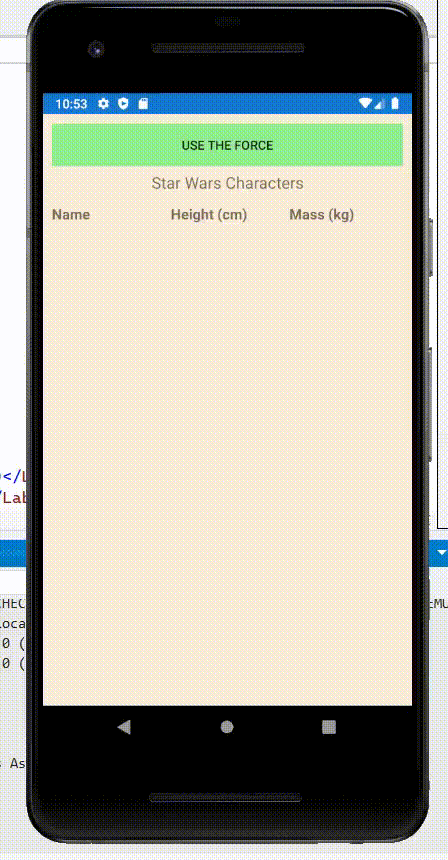 10:53
USE THE FORCE
Star Wars Characters
Name Height (cm) Mass (kg)
</L
/Lab
CHEC EMU
loca
0 (
0 (
s As